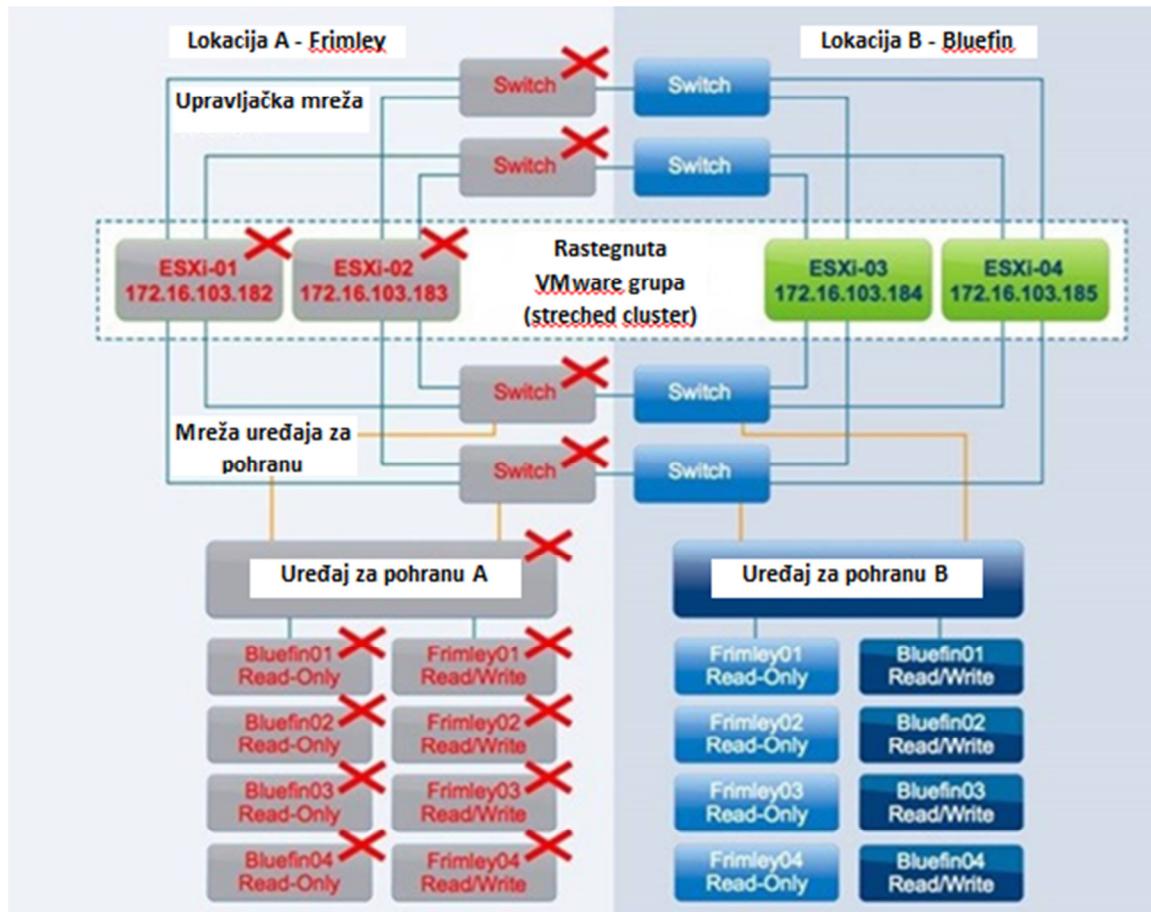 Lokacija A - Frimley
Lokacija B - Bluefin
Upravljačka mreža
Switch
Switch
Switch
Switch
ESXi-01
172.16.103.182
ESXi-02
172.16.103.183
Rastegnuta
VMware grupa
(streched cluster)
ESXi-03
172.16.103.184
ESXi-04
172.16.103.185
Switch
Switch
Mreža uređaja za
pohranu
Switch
Switch
Uređaj za pohranu A
Uređaj za pohranu B
Bluefin01
Read-Only
Frimley01
Read/Write
Frimley01
Read-Only
Bluefin01
Read/Write
Bluefin02
Read-Only
Frimley02
Read/Write
Frimley02
Read-Only
Bluefin02
Read/Write
Bluefin03
Read-Only
Frimley03
Read/Write
Frimley03
Read-Only
Bluefin03
Read/Write
Bluefin04
Read-Only
Frimley04
Read/Write
Frimley04
Read-Only
Bluefin04
Read/Write